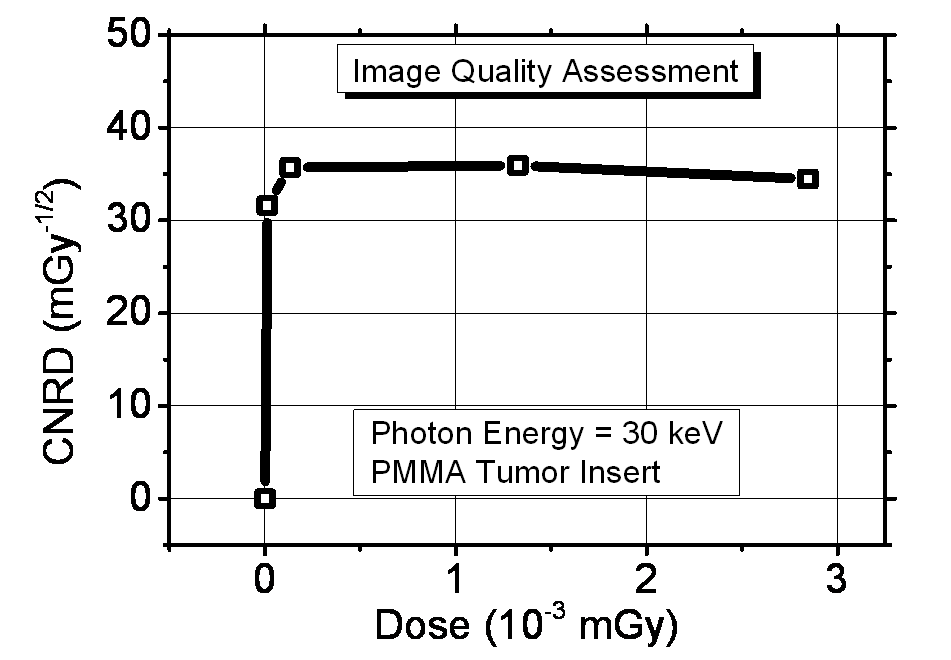 Image Quality Assessment
50
40
30
20
10
0
CNRD (mGy^-1/2)
Photon Energy = 30 keV
PMMA Tumor Insert
0 1 2 3
Dose (10^-3 mGy)